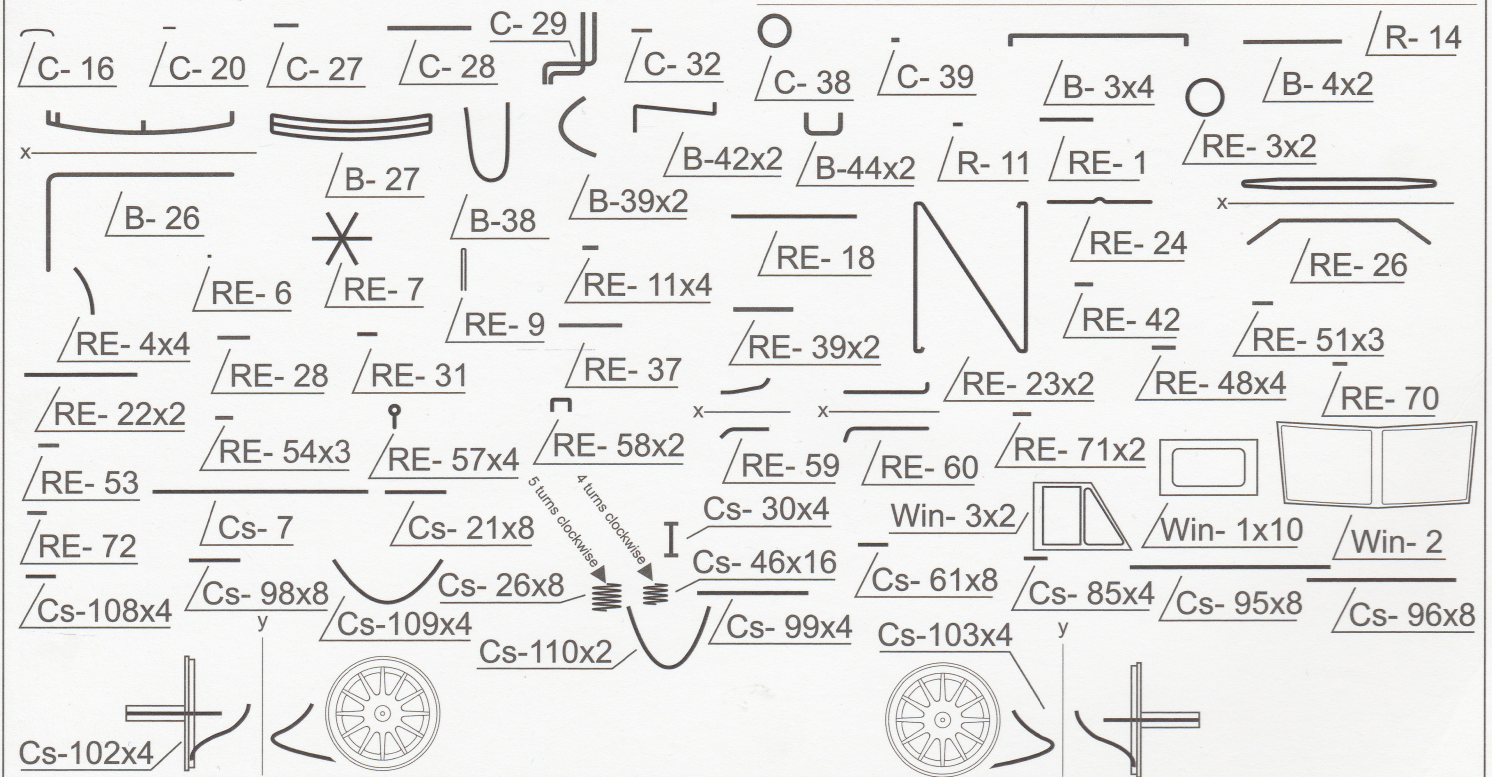 C- 16
C- 20
C- 27
C- 28
C- 29
C- 32
C- 38
C- 39
B- 3x4
B- 4x2
R- 14
x
B- 26
B- 27
B-38
B-39x2
B-42x2
B-44x2
R- 11
RE- 1
RE- 3x2
RE- 4x4
RE- 6
RE- 7
RE- 9
RE- 11x4
RE- 18
RE- 24
x
RE- 26
RE- 22x2
RE- 28
RE- 31
RE- 37
RE- 39x2
RE- 23x2
RE- 42
RE- 48x4
RE- 51x3
RE- 53
RE- 54x3
RE- 57x4
RE- 58x2
x
RE- 59
x
RE- 60
RE- 71x2
RE- 70
RE- 72
Cs- 7
Cs- 21x8
5 turns clockwise
4 turns clockwise
Cs- 30x4
Win- 3x2
Win- 1x10
Win- 2
Cs-108x4
Cs- 98x8
Cs-109x4
Cs- 26x8
Cs- 46x16
Cs- 61x8
Cs- 85x4
Cs- 95x8
Cs- 96x8
Cs-110x2
Cs- 99x4
Cs-103x4
y
y
Cs-102x4